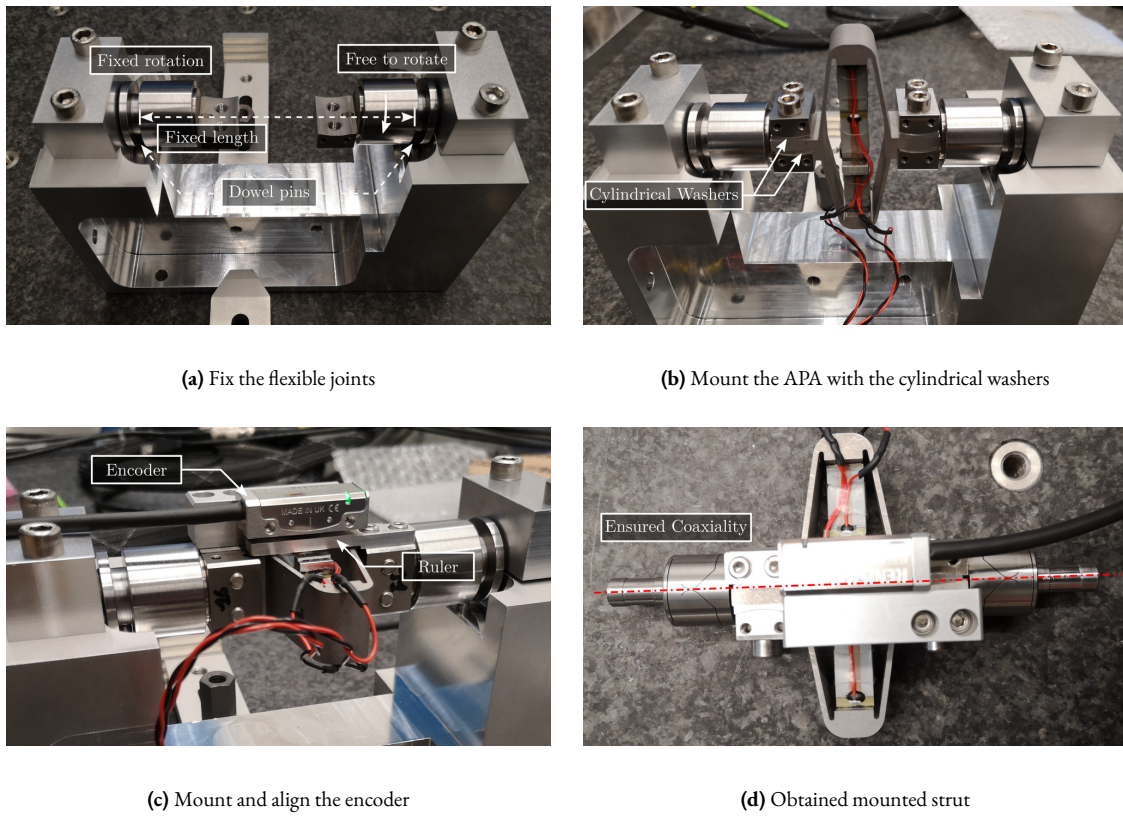 Fixed rotation
Free to rotate
Fixed length
Dowel pins
(a) Fix the flexible joints
Cylindrical Washers
(b) Mount the APA with the cylindrical washers
Encoder
MADE IN UK CE
Ruler
(c) Mount and align the encoder
Ensured Coaxiality
(d) Obtained mounted strut